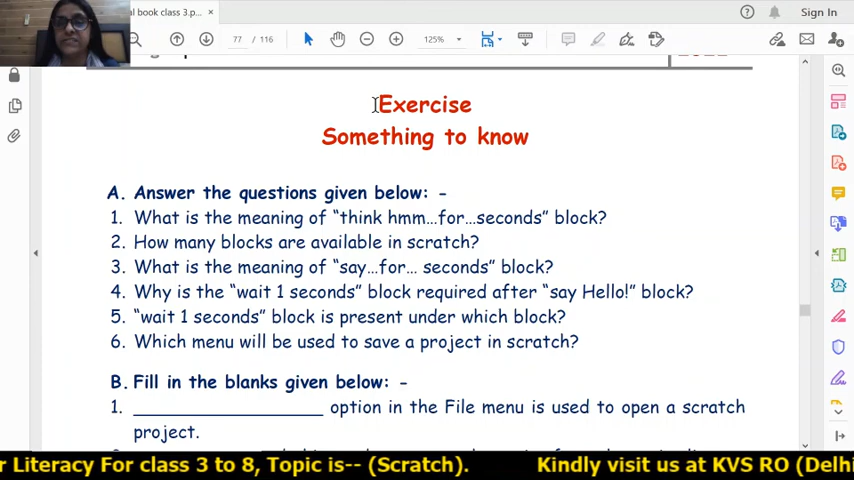 al book class 3.p... ×
Sign In
77 / 116
125%
Exercise
Something to know
A. Answer the questions given below: -
1. What is the meaning of “think hmm…for…seconds” block?
2. How many blocks are available in scratch?
3. What is the meaning of “say…for… seconds” block?
4. Why is the “wait 1 seconds” block required after “say Hello!” block?
5. “wait 1 seconds” block is present under which block?
6. Which menu will be used to save a project in scratch?
B. Fill in the blanks given below: -
1. ____________________ option in the File menu is used to open a scratch
project.
r Literacy For class 3 to 8, Topic is-- (Scratch). Kindly visit us at KVS RO (Delhi